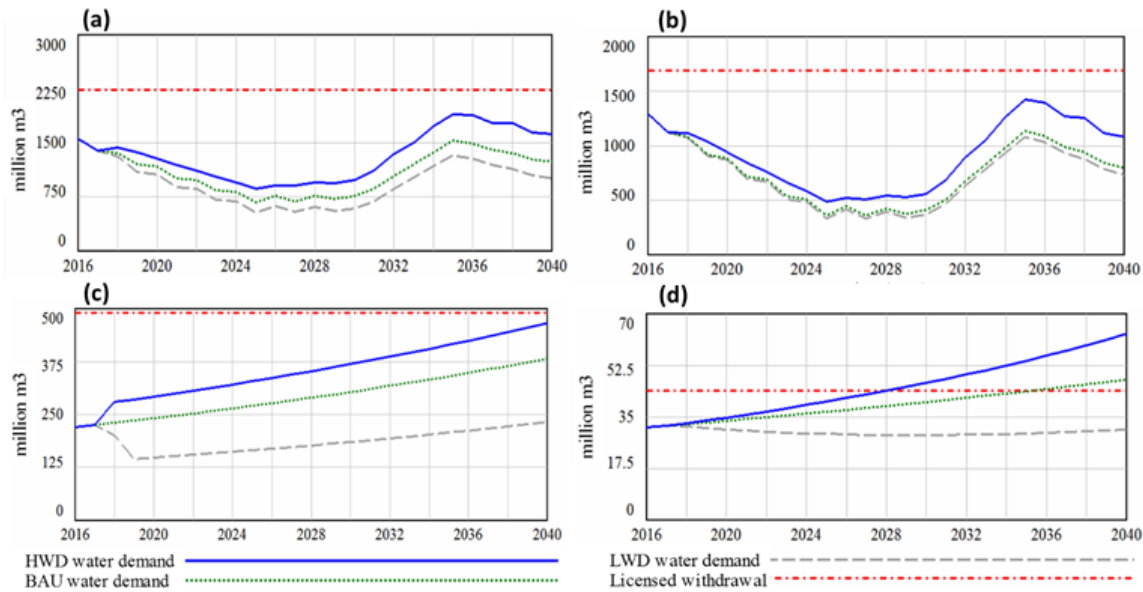 (a)
3000
2250
1500
750
0
million m3
2016 2020 2024 2028 2032 2036 2040
(b)
2000
1500
1000
500
0
million m3
2016 2020 2024 2028 2032 2036 2040
(c)
500
375
250
125
0
million m3
2016 2020 2024 2028 2032 2036 2040
(d)
70
52.5
35
17.5
0
million m3
2016 2020 2024 2028 2032 2036 2040
HWD water demand
BAU water demand
LWD water demand
Licensed withdrawal